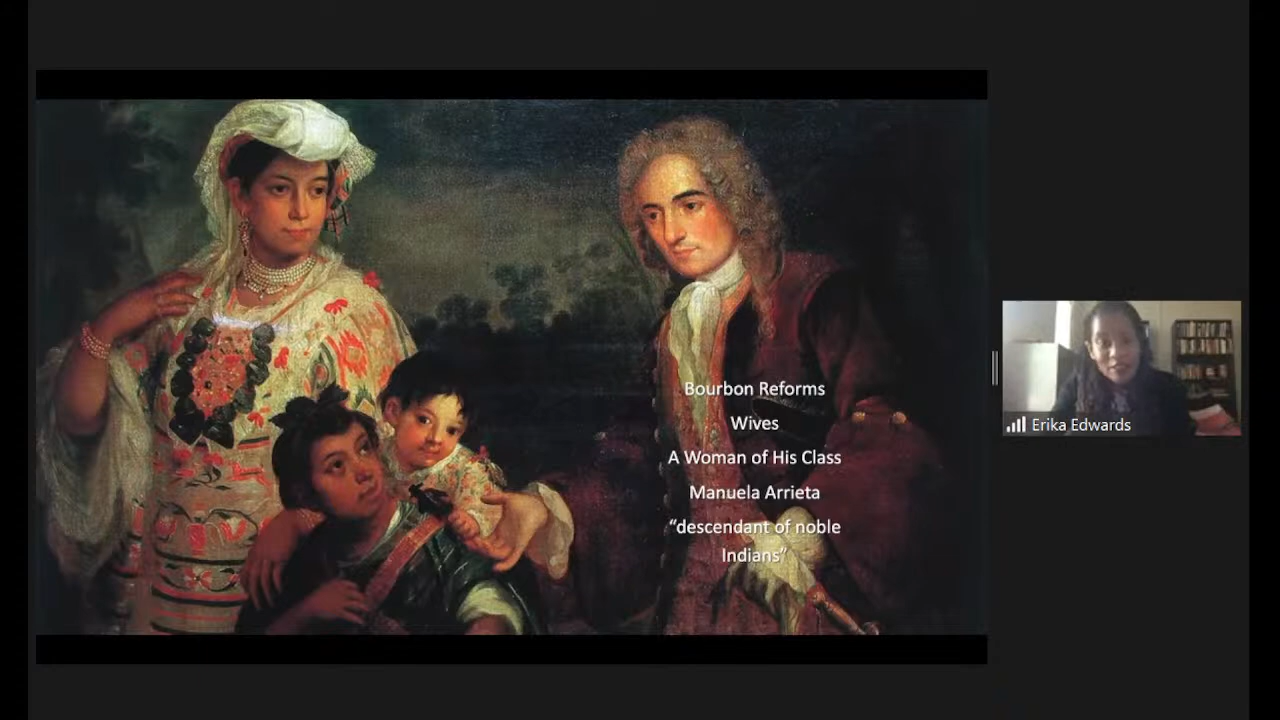 Bourbon Reforms
Wives
A Woman of His Class
Manuela Arrieta
“descendant of noble
Indians”
Erika Edwards